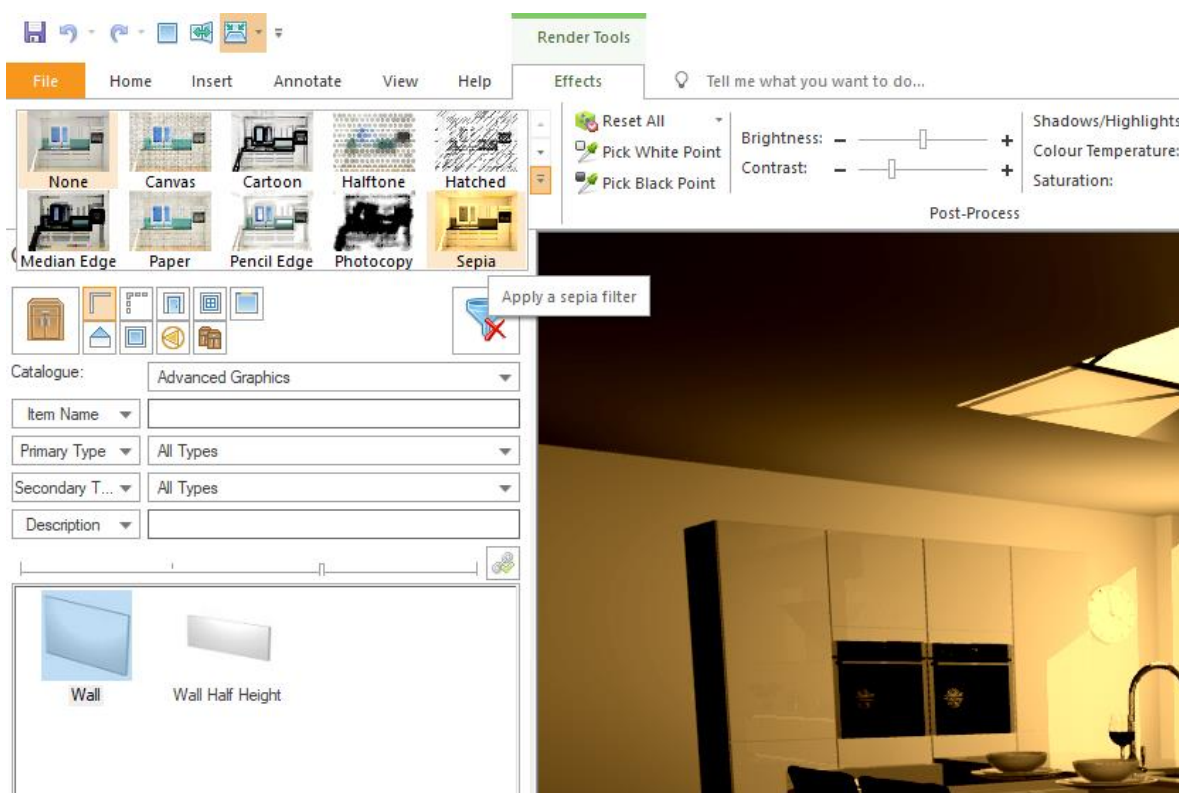 Render Tools
File Home Insert Annotate View Help Effects Tell me what you want to do...
None Canvas Cartoon Halftone Hatched
Median Edge Paper Pencil Edge Photocopy Sepia
Reset All
Pick White Point
Pick Black Point
Brightness:
Contrast:
Shadows/Highlights
Colour Temperature:
Saturation:
Post-Process
Apply a sepia filter
Catalogue: Advanced Graphics
Item Name
Primary Type All Types
Secondary T... All Types
Description
Wall Wall Half Height